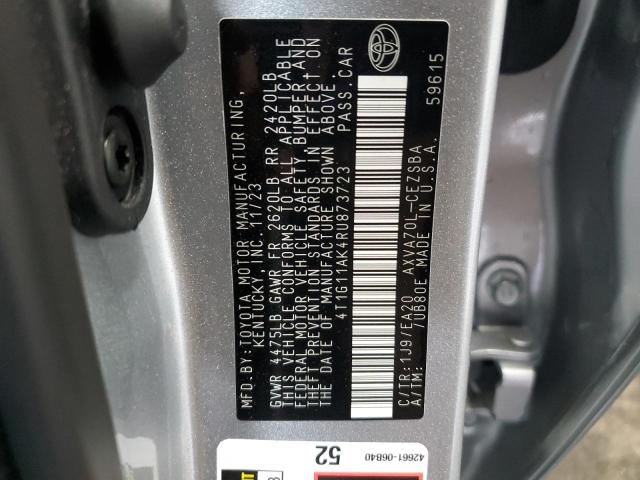 MFD. BY: TOYOTA MOTOR MANUFACTURING,
KENTUCKY, INC. 11/23
GVWR 4475LB GAWR FR 2620LB RR 2420LB
THIS VEHICLE CONFORMS TO ALL APPLICABLE
FEDERAL MOTOR VEHICLE SAFETY, BUMPER, AND
THEFT PREVENTION STANDARDS IN EFFECT ON
THE DATE OF MANUFACTURE SHOWN ABOVE.
4T1G11AK4RU873723 PASS. CAR
C/TR: 1J9/EA20 AXVA70L-CEZSBA
A/TM: /UB80E MADE IN U.S.A. 59615
52
42661-06B40